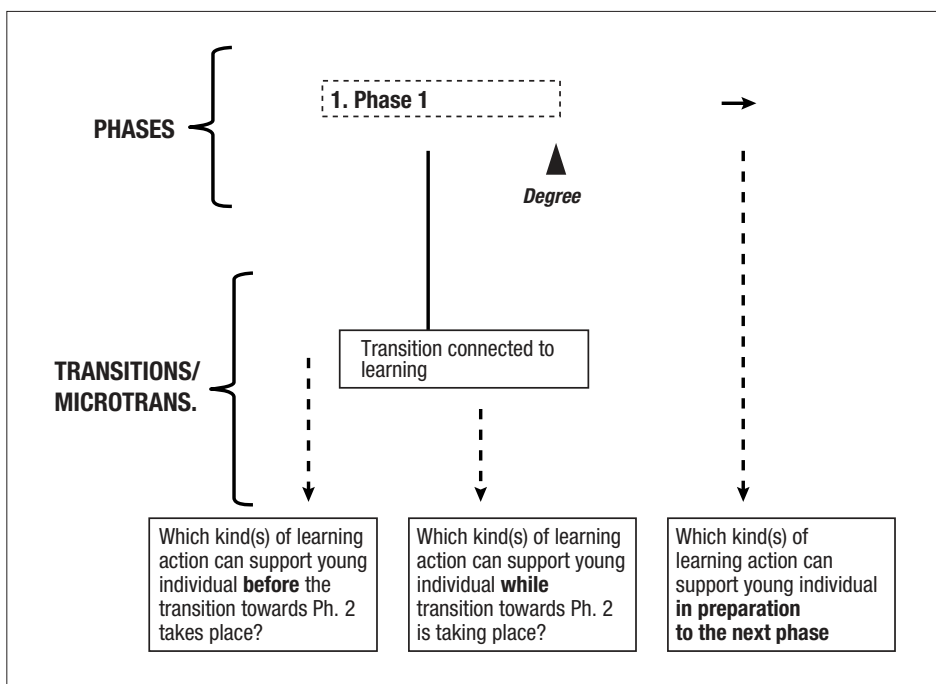 PHASES
1. Phase 1
Degree
TRANSITIONS/
MICROTRANS.
Transition connected to
learning
Which kind(s) of learning
action can support young
individual before the
transition towards Ph. 2
takes place?
Which kind(s) of learning
action can support young
individual while
transition towards Ph. 2
is taking place?
Which kind(s) of
learning action can
support young individual
in preparation
to the next phase